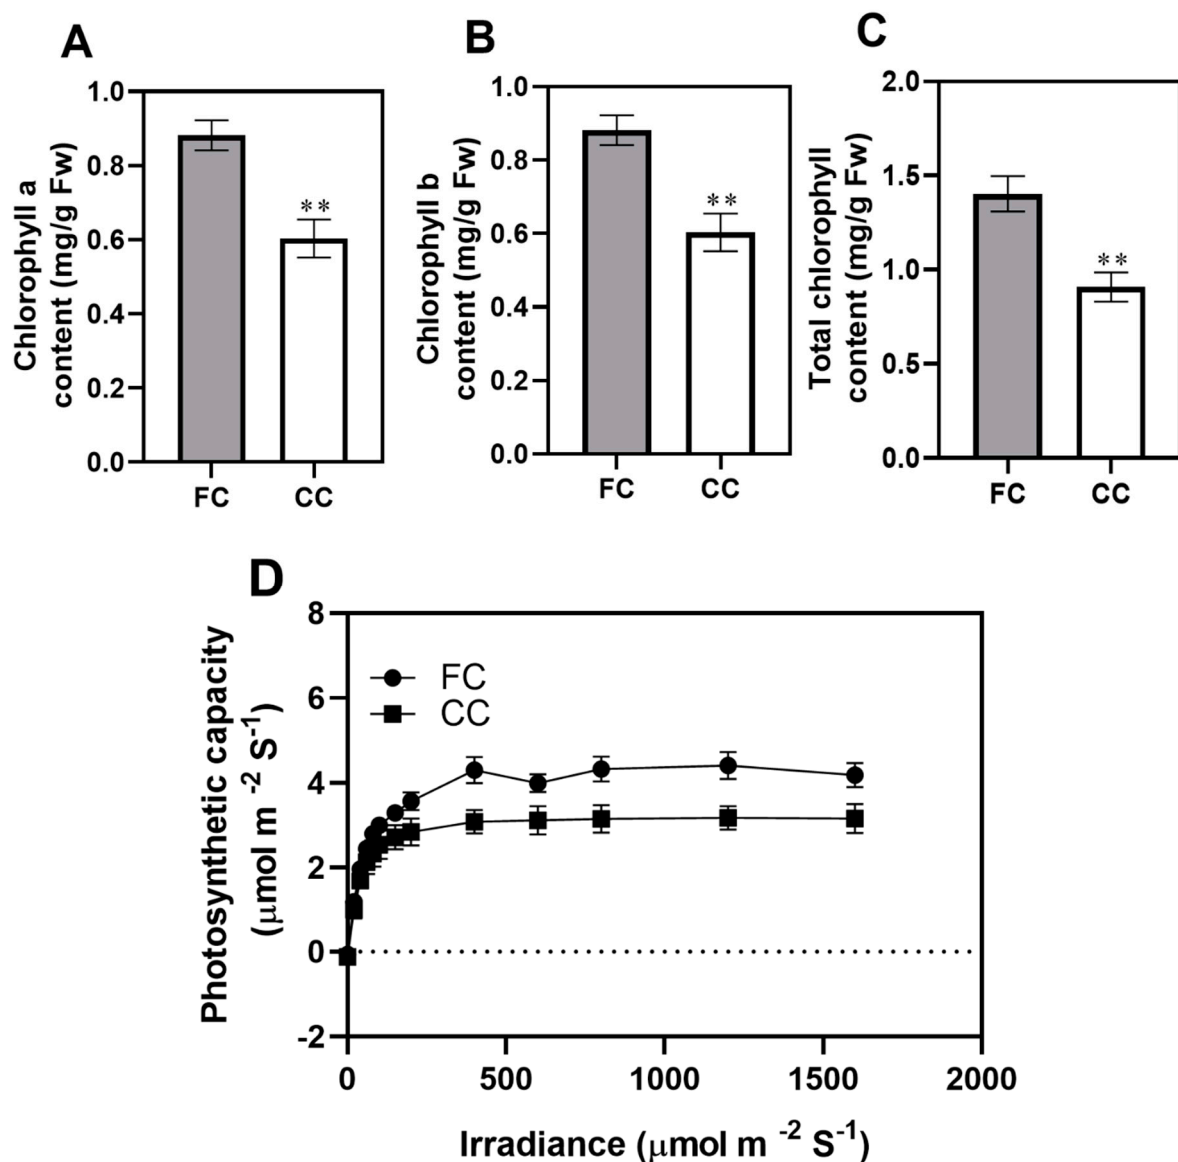 A
Chlorophyll a
content (mg/g Fw)
1.0
0.8
0.6
0.4
0.2
0.0
**
FC
CC
B
Chlorophyll b
content (mg/g Fw)
1.0
0.8
0.6
0.4
0.2
0.0
**
FC
CC
C
Total chlorophyll
content (mg/g Fw)
2.0
1.5
1.0
0.5
0.0
**
FC
CC
D
Photosynthetic capacity
(μmol m ⁻² S⁻¹)
8
6
4
2
0
-2
FC
CC
0
500
1000
1500
2000
Irradiance (μmol m ⁻² S⁻¹)